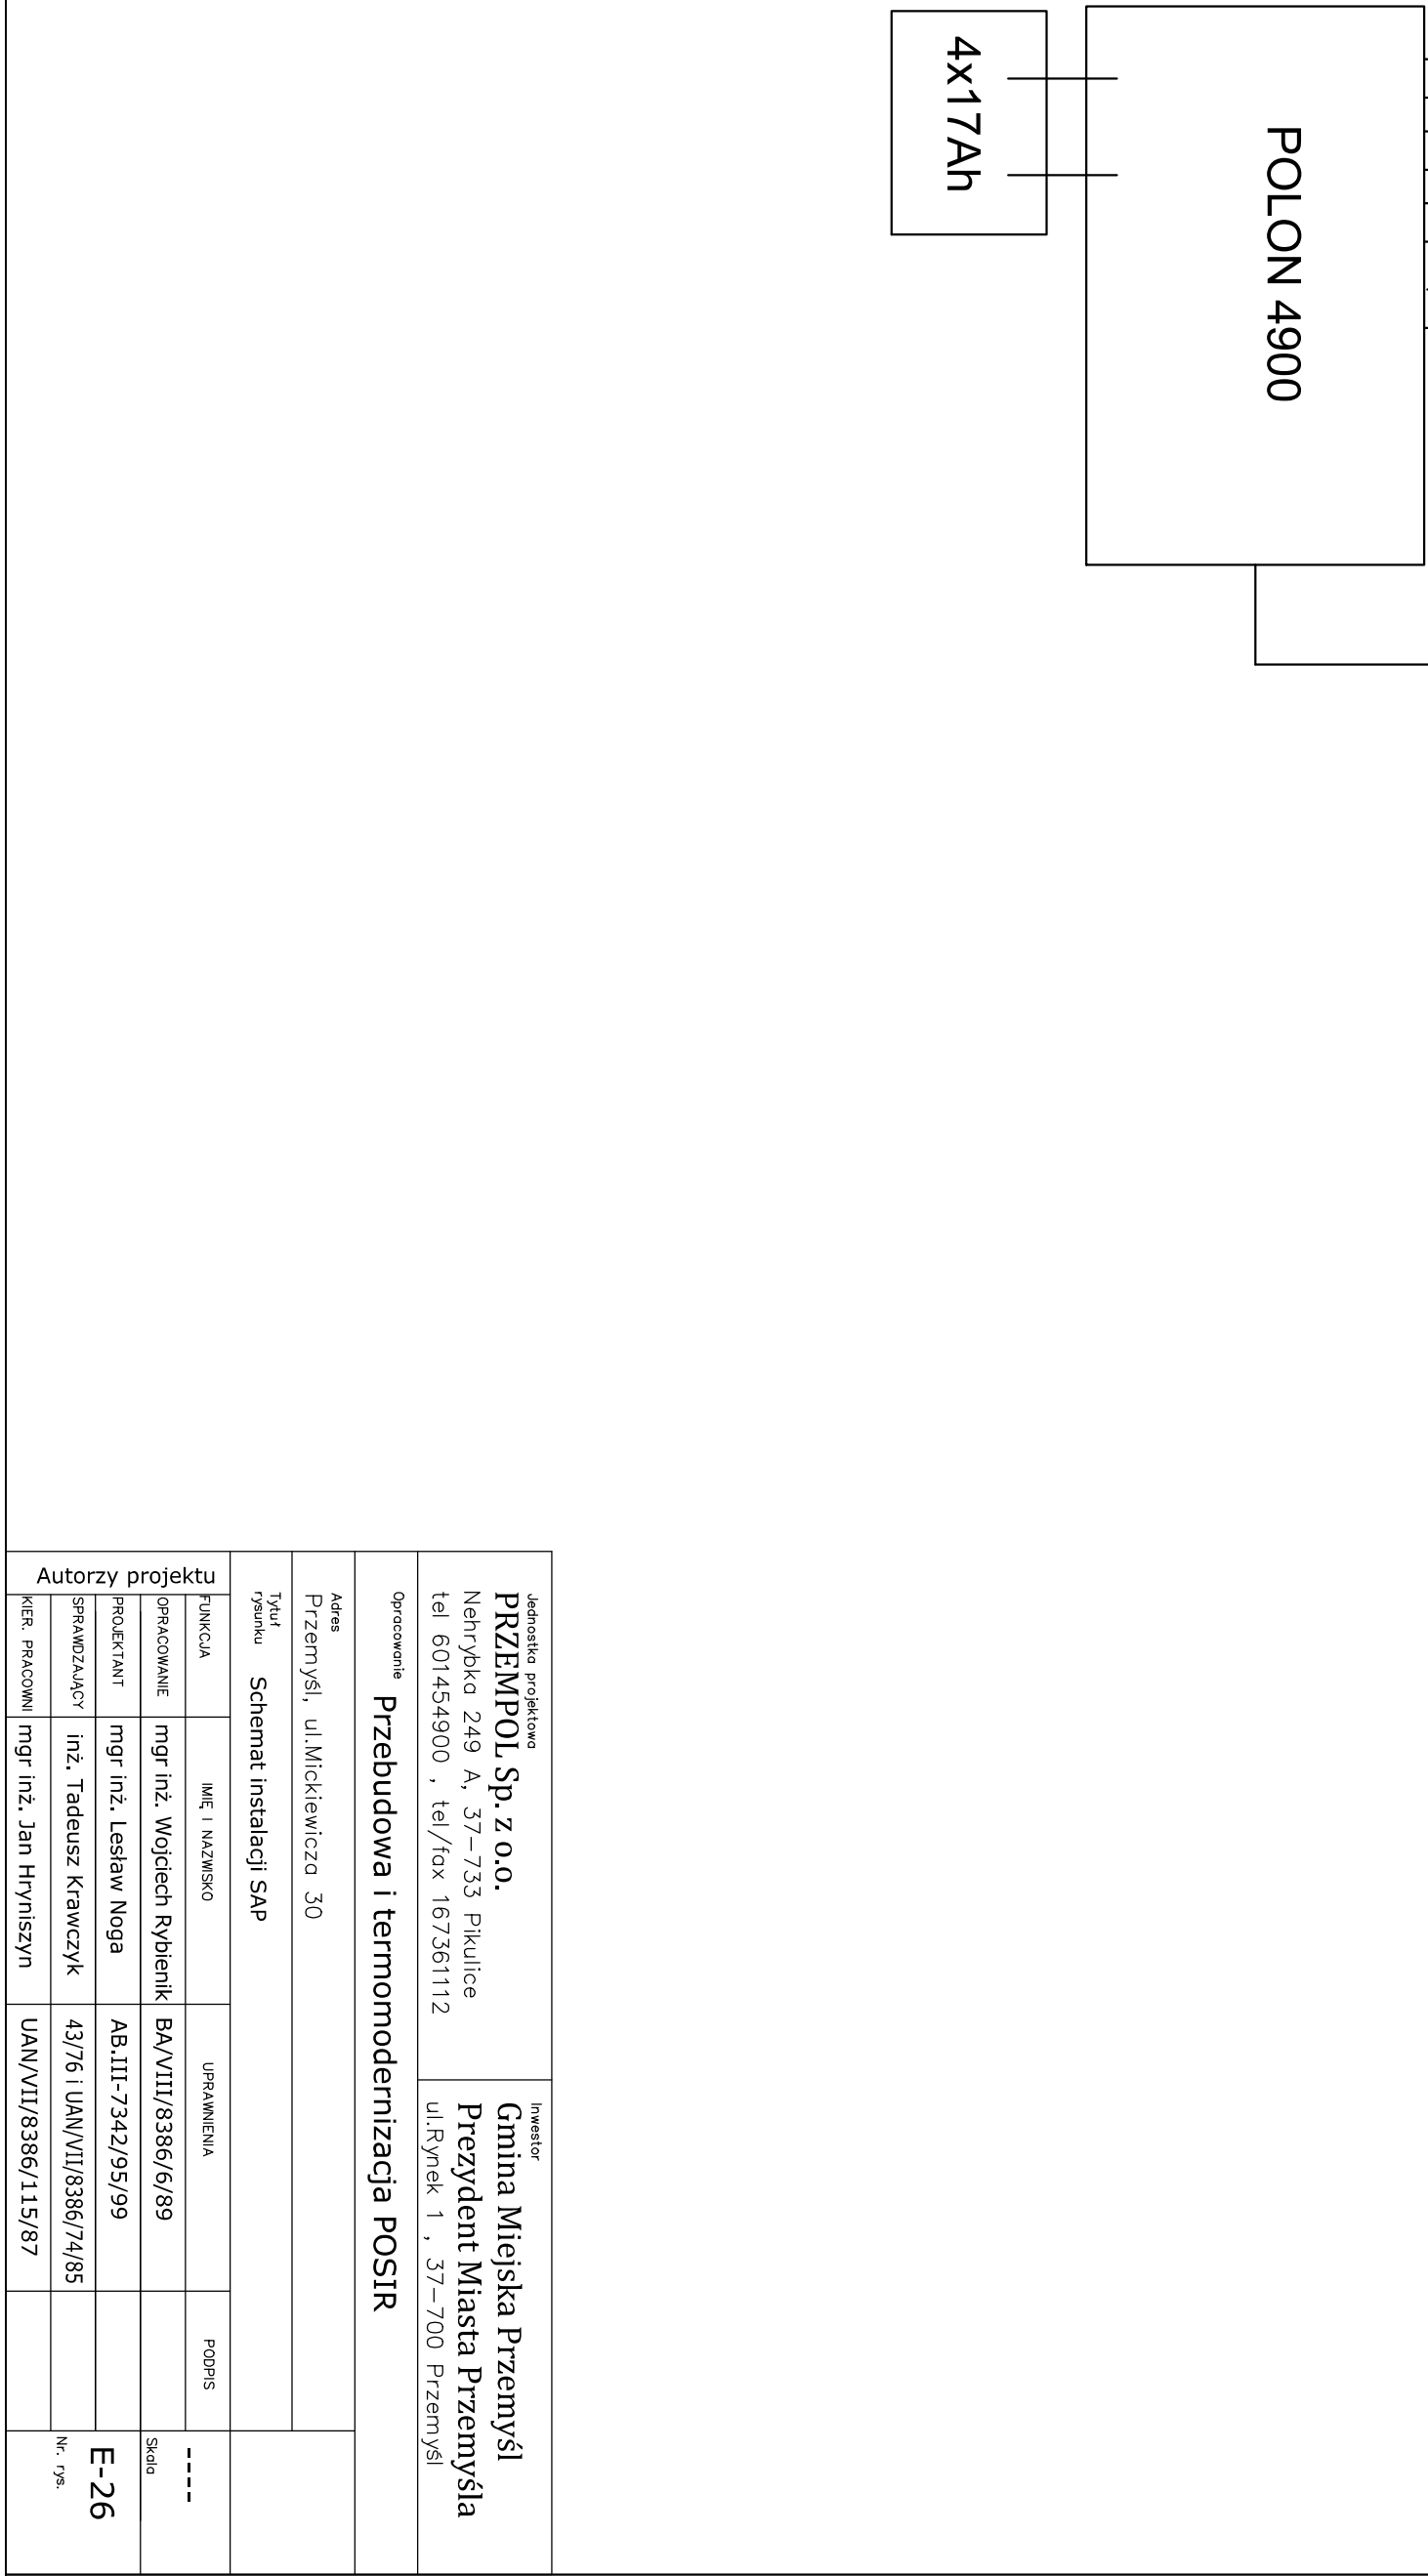 POLON 4900
4x17Ah
Jednostka projektowa
PRZEMPOL Sp. z o.o.
Nehrybka 249 A, 37-733 Pikulice
tel 601454900 , tel/fax 167361112
Inwestor
Gmina Miejska Przemyśl
Prezydent Miasta Przemyśla
ul.Rynek 1 , 37-700 Przemyśl
Opracowanie
Przebudowa i termomodernizacja POSIR
Adres
Przemyśl, ul.Mickiewicza 30
Tytuł
rysunku
Schemat instalacji SAP
Autorzy projektu
FUNKCJA IMIĘ I NAZWISKO UPRAWNIENIA PODPIS
OPRACOWANIE mgr inż. Wojciech Rybienik BA/VIII/8386/6/89
PROJEKTANT mgr inż. Lesław Noga AB.III-7342/95/99
SPRAWDZAJĄCY inż. Tadeusz Krawczyk 43/76 i UAN/VII/8386/74/85
KIER. PRACOWNI mgr inż. Jan Hryniszyn UAN/VII/8386/115/87
----
Skala
E-26
Nr. rys.